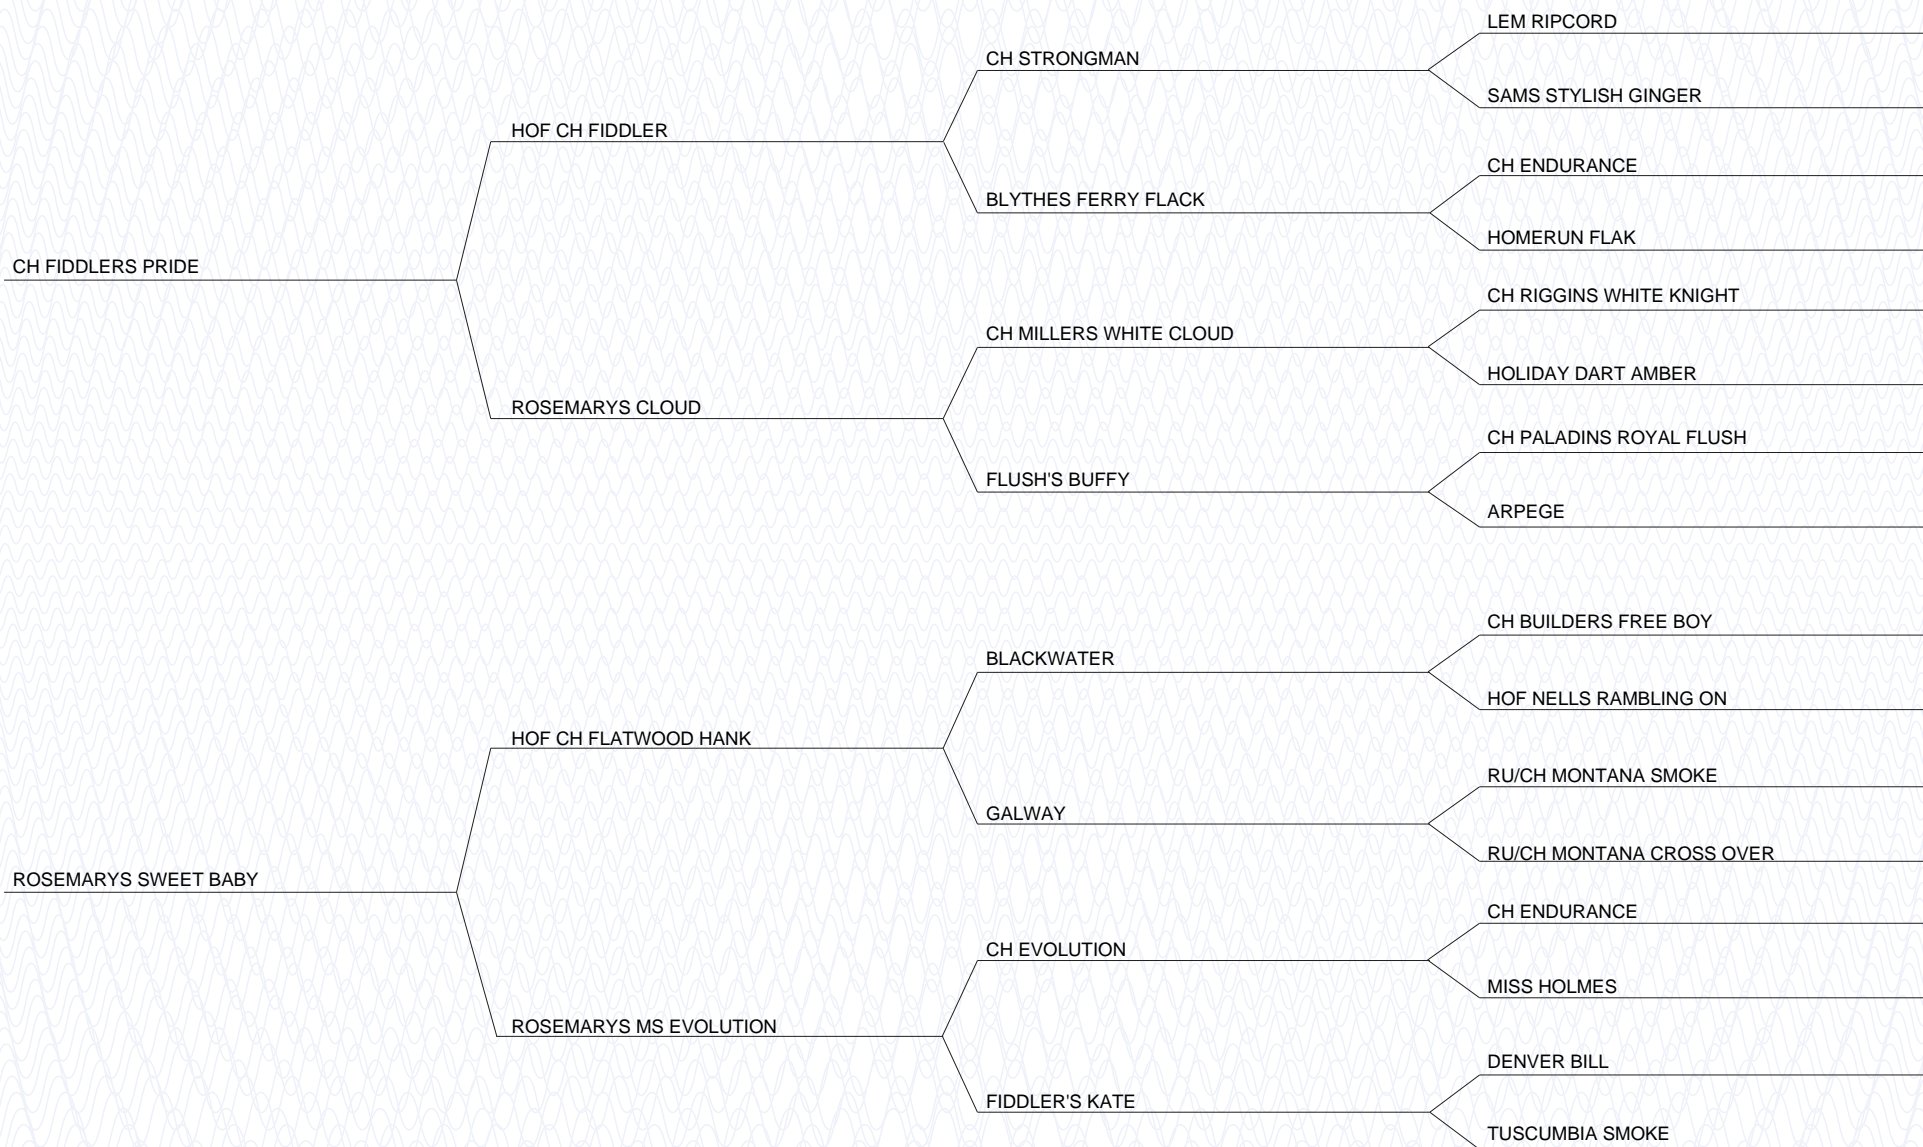 LEM RIPCORD
CH STRONGMAN
SAMS STYLISH GINGER
HOF CH FIDDLER
CH ENDURANCE
BLYTHES FERRY FLACK
HOMERUN FLAK
CH FIDDLERS PRIDE
CH RIGGINS WHITE KNIGHT
CH MILLERS WHITE CLOUD
HOLIDAY DART AMBER
ROSEMARYS CLOUD
CH PALADINS ROYAL FLUSH
FLUSH'S BUFFY
ARPEGE
CH BUILDERS FREE BOY
BLACKWATER
HOF NELLS RAMBLING ON
HOF CH FLATWOOD HANK
RU/CH MONTANA SMOKE
GALWAY
RU/CH MONTANA CROSS OVER
ROSEMARYS SWEET BABY
CH ENDURANCE
CH EVOLUTION
MISS HOLMES
ROSEMARYS MS EVOLUTION
DENVER BILL
FIDDLER'S KATE
TUSCUMBIA SMOKE